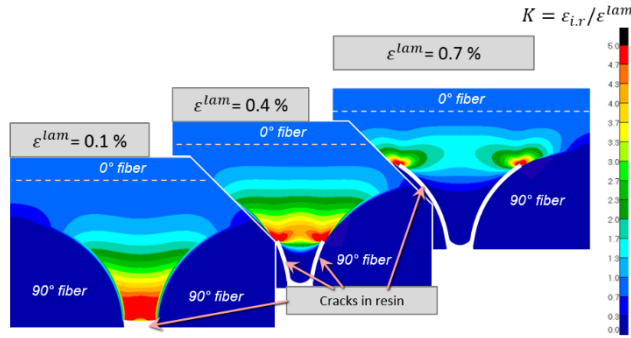 K = ε_{i.r}/ε^{lam}
ε^{lam} = 0.7 %
ε^{lam} = 0.4 %
ε^{lam} = 0.1 %
0° fiber
0° fiber
0° fiber
90° fiber
90° fiber
90° fiber
90° fiber
Cracks in resin
5.0
4.7
4.3
4.0
3.7
3.3
3.0
2.7
2.3
2.0
1.7
1.3
1.0
0.7
0.3
0.0